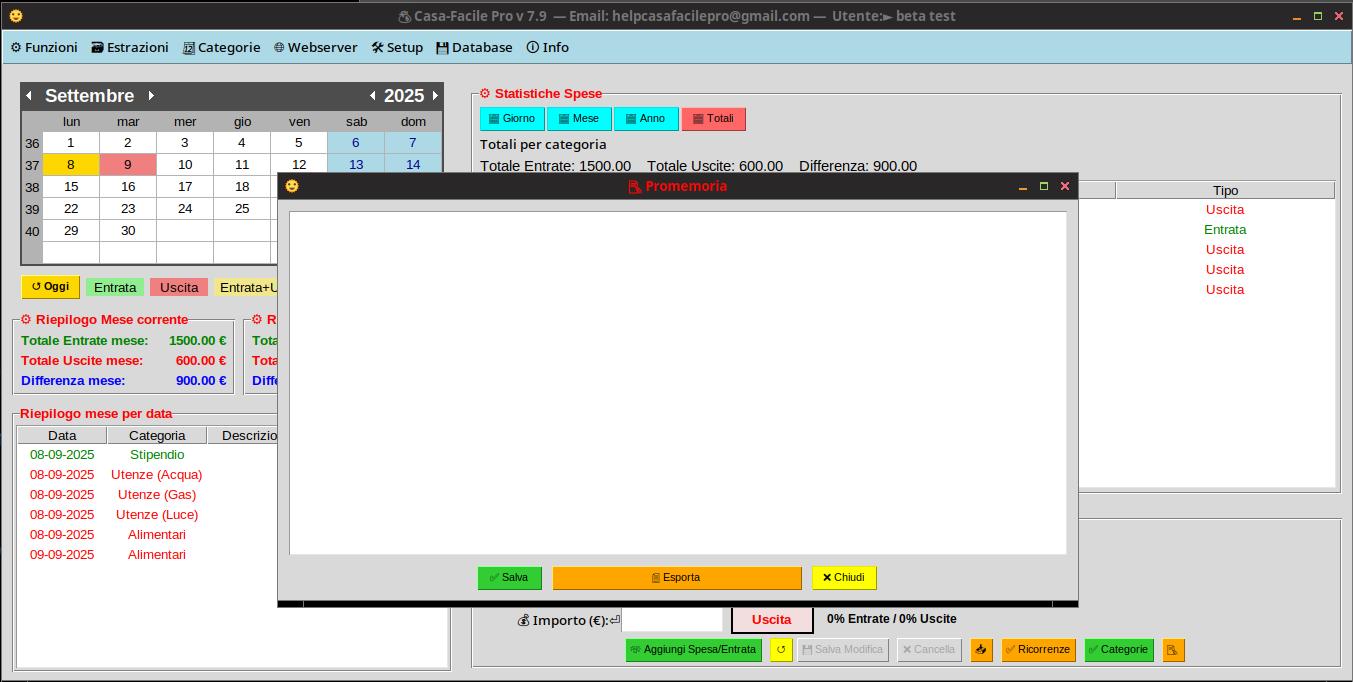 Casa-Facile Pro v 7.9 — Email: helpcasafacilepro@gmail.com — Utente:► beta test
Funzioni Estrazioni Categorie Webserver Setup Database Info
Settembre 2025
lun mar mer gio ven sab dom
36 1 2 3 4 5 6 7
37 8 9 10 11 12 13 14
38 15 16 17 18
39 22 23 24 25
40 29 30
Oggi Entrata Uscita Entrata+U
Riepilogo Mese corrente
Totale Entrate mese: 1500.00 €
Totale Uscite mese: 600.00 €
Differenza mese: 900.00 €
R
Tota
Tota
Diffe
Riepilogo mese per data
Data Categoria Descrizio
08-09-2025 Stipendio
08-09-2025 Utenze (Acqua)
08-09-2025 Utenze (Gas)
08-09-2025 Utenze (Luce)
08-09-2025 Alimentari
09-09-2025 Alimentari
Statistiche Spese
Giorno Mese Anno Totali
Totali per categoria
Totale Entrate: 1500.00 Totale Uscite: 600.00 Differenza: 900.00
Tipo
Uscita
Entrata
Uscita
Uscita
Uscita
Promemoria
Salva Esporta Chiudi
Importo (€): Uscita 0% Entrate / 0% Uscite
Aggiungi Spesa/Entrata Salva Modifica Cancella Ricorrenze Categorie